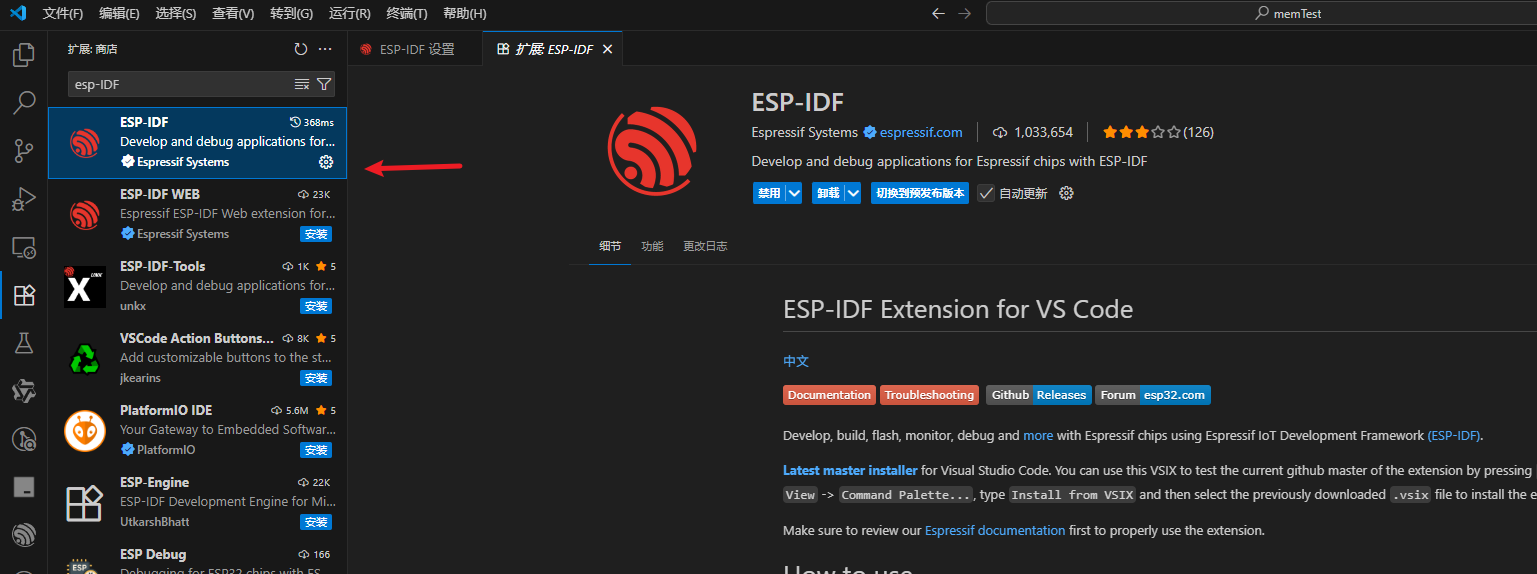 文件(F) 编辑(E) 选择(S) 查看(V) 转到(G) 运行(R) 终端(T) 帮助(H)
memTest
扩展: 商店
esp-IDF
ESP-IDF 368ms
Develop and debug applications for...
Espressif Systems
ESP-IDF WEB 23K
Espressif ESP-IDF Web extension for...
Espressif Systems 安装
ESP-IDF-Tools 1K 5
Develop and debug applications for...
unkx 安装
VSCode Action Buttons... 8K 5
Add customizable buttons to the st...
jkearins 安装
PlatformIO IDE 5.6M 5
Your Gateway to Embedded Softwar...
PlatformIO 安装
ESP-Engine 22K
ESP-IDF Development Engine for Mi...
UtkarshBhatt 安装
ESP Debug 166
Debugging for ESP32 chips with ES
ESP
ESP-IDF 设置
扩展: ESP-IDF
ESP-IDF
Espressif Systems espressif.com 1,033,654 (126)
Develop and debug applications for Espressif chips with ESP-IDF
禁用 卸载 切换到预发布版本 自动更新
细节 功能 更改日志
ESP-IDF Extension for VS Code
中文
Documentation Troubleshooting Github Releases Forum esp32.com
Develop, build, flash, monitor, debug and more with Espressif chips using Espressif IoT Development Framework (ESP-IDF).
Latest master installer for Visual Studio Code. You can use this VSIX to test the current github master of the extension by pressing
View -> Command Palette..., type Install from VSIX and then select the previously downloaded .vsix file to install the e
Make sure to review our Espressif documentation first to properly use the extension.
How to use